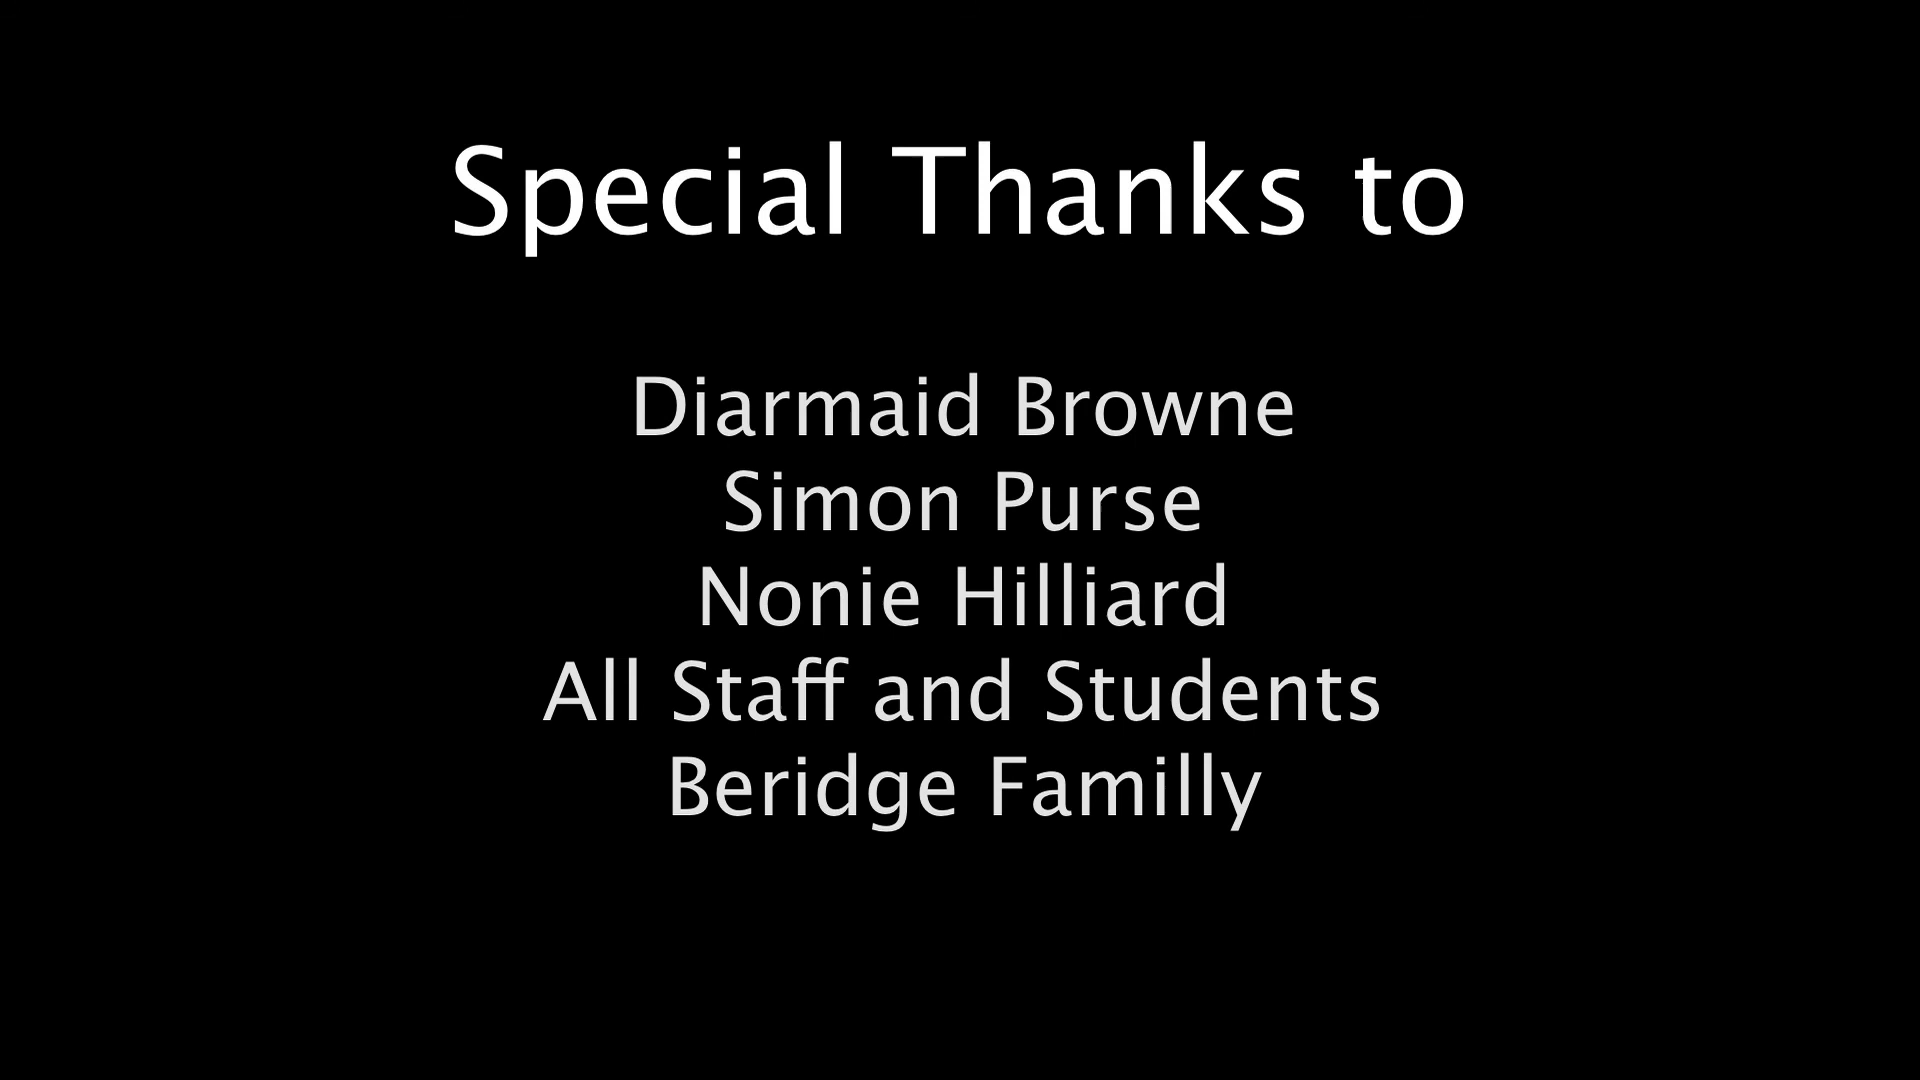 Special Thanks to
Diarmaid Browne
Simon Purse
Nonie Hilliard
All Staff and Students
Beridge Familly